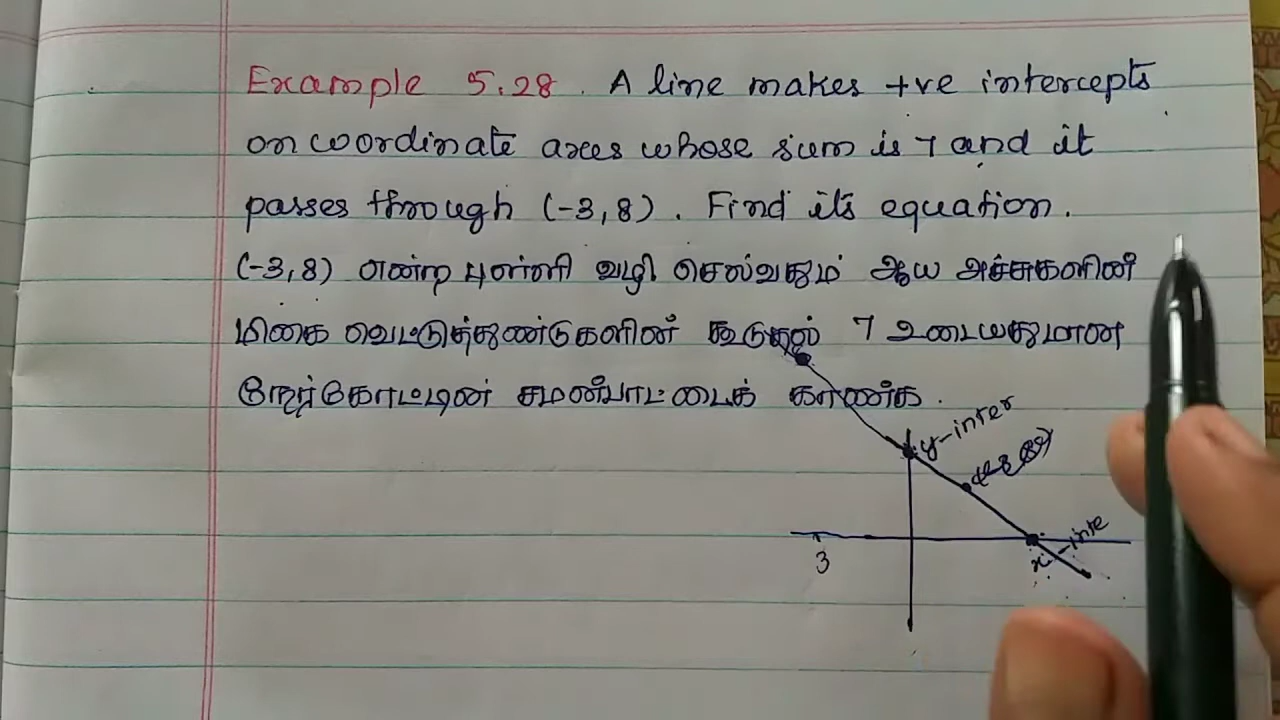 Example 5.28. A line makes +ve intercepts
on coordinate axes whose sum is 7 and it
passes through (-3,8). Find its equation.
(-3,8) என்ற புள்ளி வழி செல்வதும் ஆய அச்சுகளின்
மிகை வெட்டுத்துண்டுகளின் கூடுதல் 7 உடையதுமான
நேர்கோட்டின் சமன்பாட்டைக் காண்க.
y-inter
3
x-inte